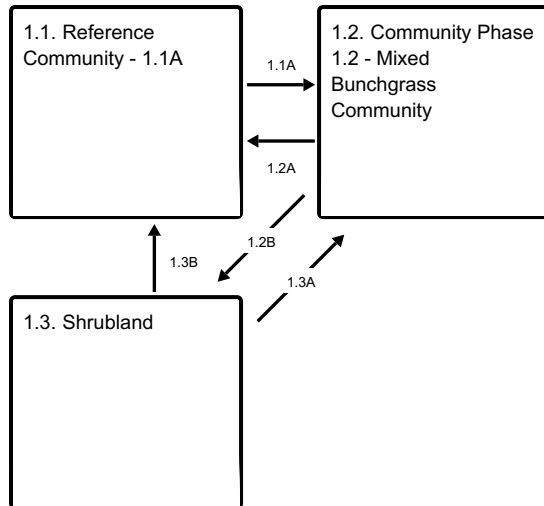 1.1. Reference
Community - 1.1A
1.1A
1.2. Community Phase
1.2 - Mixed
Bunchgrass
Community
1.2A
1.2B
1.3A
1.3B
1.3. Shrubland